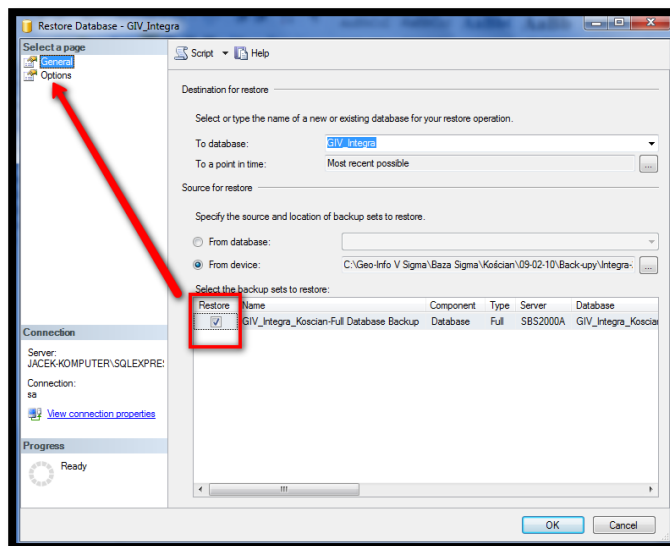 Restore Database - GIV_Integra
Select a page
General
Options
Script Help
Destination for restore
Select or type the name of a new or existing database for your restore operation.
To database: GIV_Integra
To a point in time: Most recent possible ...
Source for restore
Specify the source and location of backup sets to restore.
From database:
From device: C:\Geo-Info V Sigma\Baza Sigma\Kościan\09-02-10\Back-upy\Integra- ...
Select the backup sets to restore:
Restore Name Component Type Server Database
GIV_Integra_Koscian-Full Database Backup Database Full SBS2000A GIV_Integra_Koscian
Connection
Server:
JACEK-KOMPUTER\SQLEXPRE
Connection:
sa
View connection properties
Progress
Ready
OK Cancel